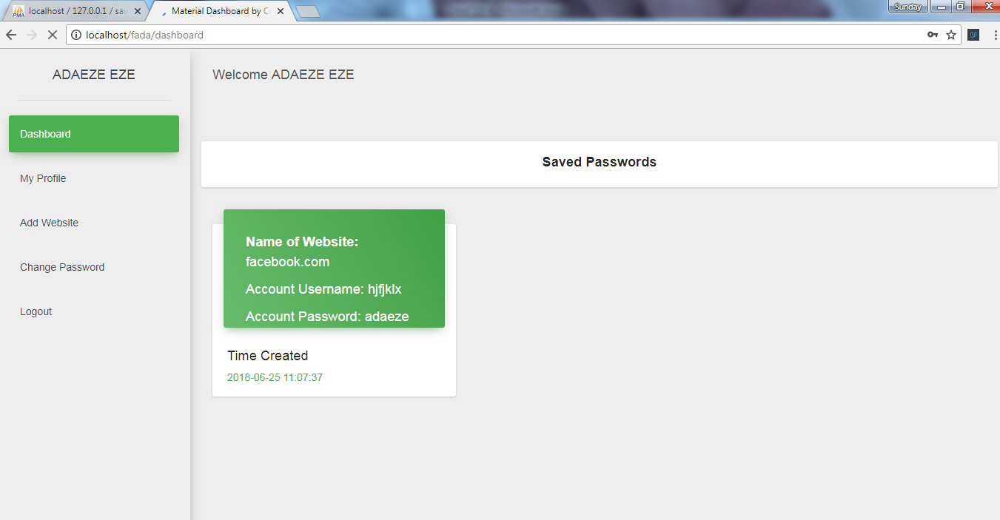 localhost / 127.0.0.1 / sav
Material Dashboard by C
Sunday
localhost/fada/dashboard
ADAEZE EZE
Welcome ADAEZE EZE
Dashboard
My Profile
Add Website
Change Password
Logout
Saved Passwords
Name of Website:
facebook.com
Account Username: hjfjklx
Account Password: adaeze
Time Created
2018-06-25 11:07:37